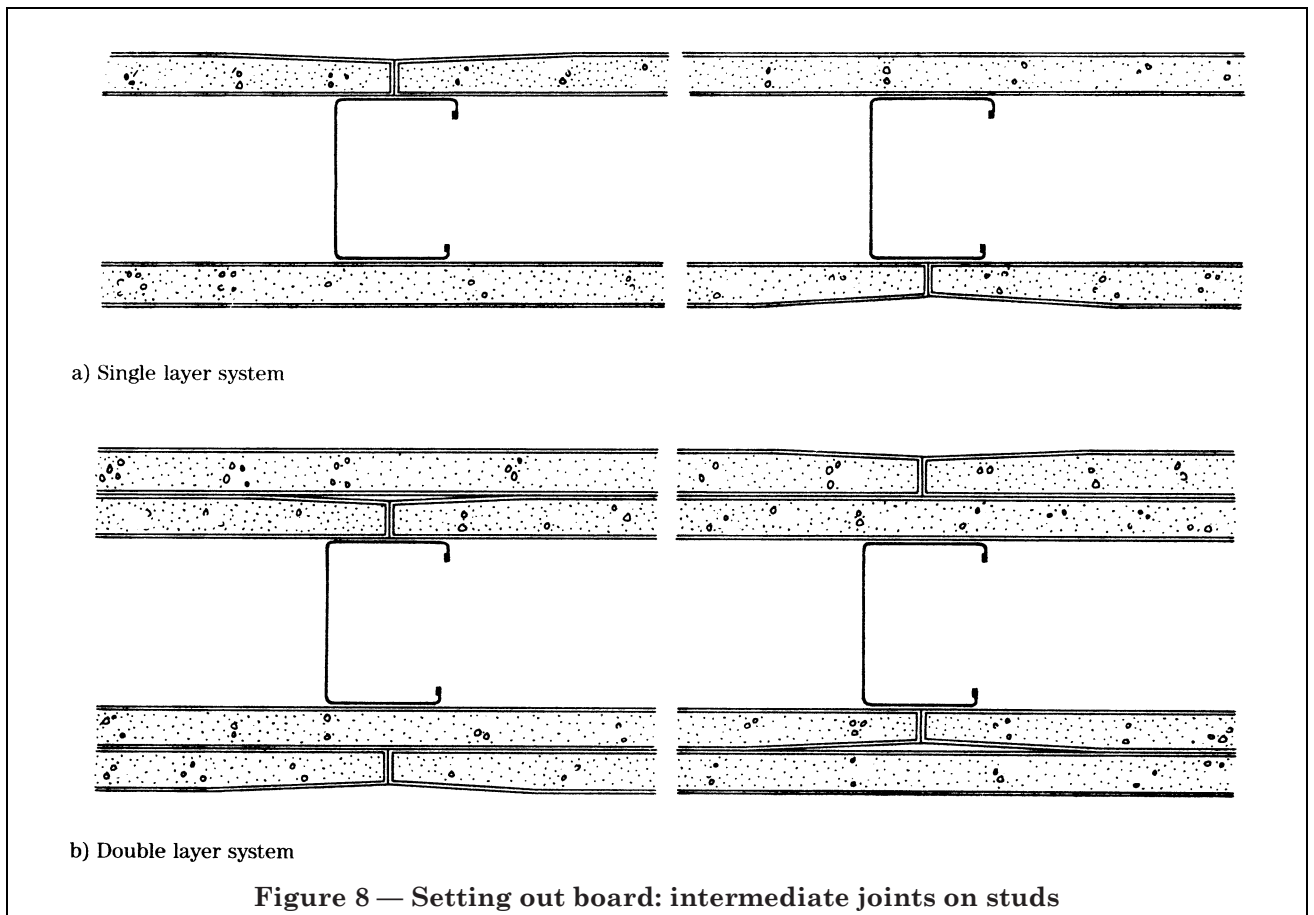 a) Single layer system
b) Double layer system
Figure 8 — Setting out board: intermediate joints on studs